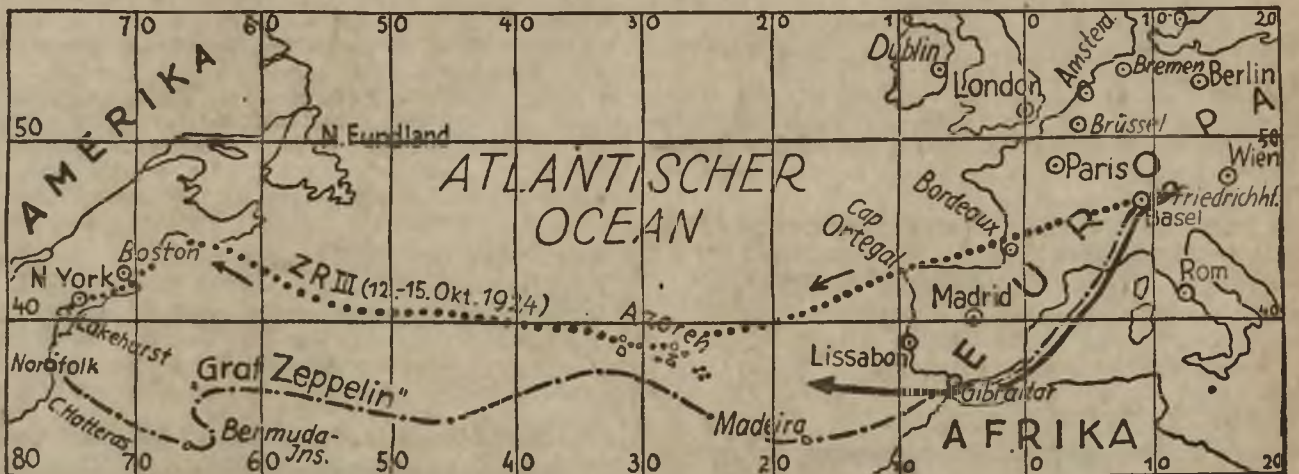 70 60 50 40 30 20 10 0 10 20
AMERIKA
Dublin
London
Amsterd.
Bremen
Berlin
50
N. Fundland
Brüssel
50
ATLANTISCHER
OCEAN
EUROPA
Paris
Wien
Bordeaux
Friedrichhf.
Basel
Cap
Ortegal
Boston
N York
ZR III (12.-15. Okt. 1924)
Madrid
Rom
40
Azoren
40
Lakehurst
Norfolk
Graf Zeppelin"
Lissabon
Gibraltar
C. Hatteras
Bermuda-
Jns.
Madeira
AFRIKA
80 70 60 50 40 30 20 10 0 10 20